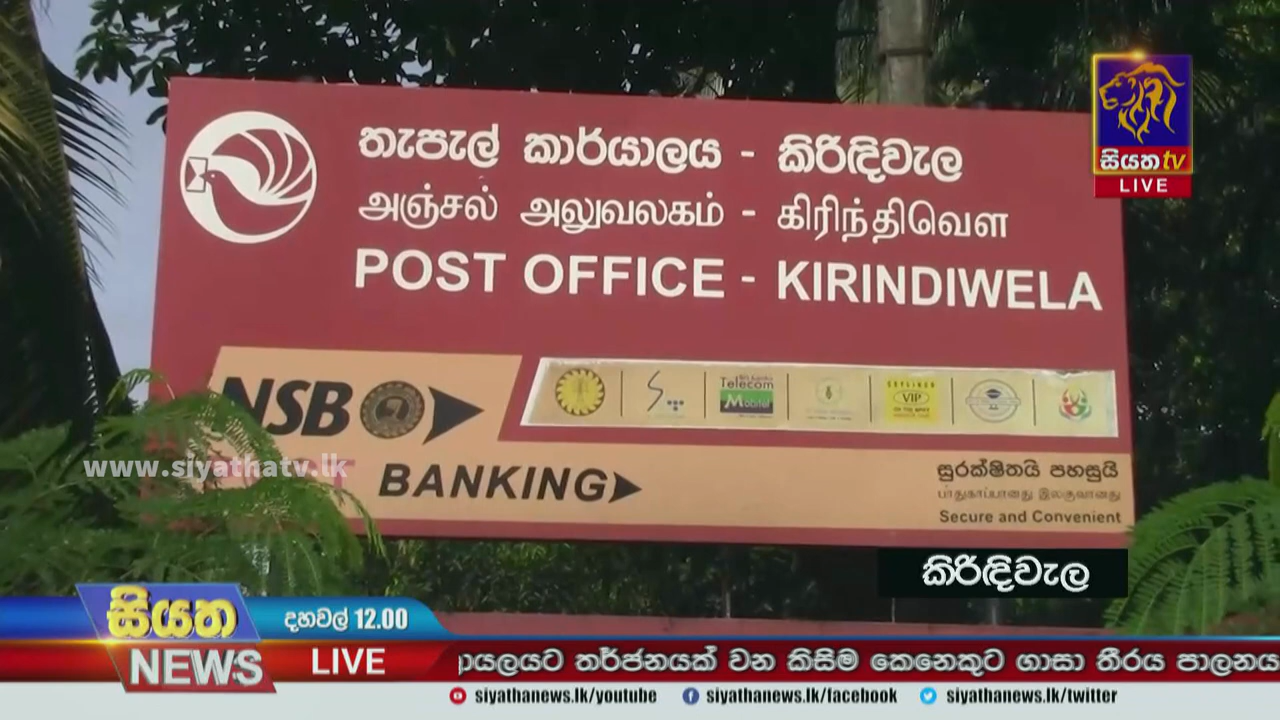 තැපැල් කාර්යාලය - කිරිඳිවැල
அஞ்சல் அலுவலகம் - கிரிந்திவௌ
POST OFFICE - KIRINDIWELA
සියත tv
LIVE
NSB
Telecom
Mobitel
VIP
www.siyathatv.lk
BANKING
සුරක්ෂිතයි පහසුයි
பாதுகாப்பானது இலகுவானது
Secure and Convenient
කිරිඳිවැල
සියත
NEWS
දහවල් 12.00
LIVE
තර්ජනයක් වන කිසිම කෙනෙකුට ගාසා තීරය පාලනය
siyathanews.lk/youtube
siyathanews.lk/facebook
siyathanews.lk/twitter